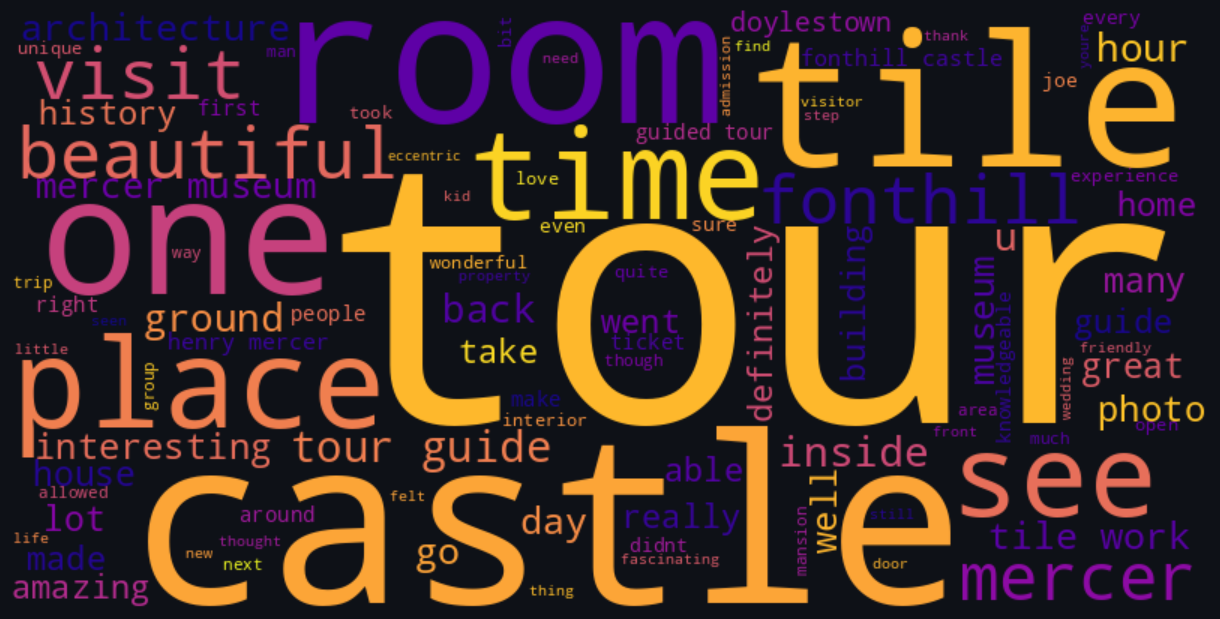 architecture
room
bit
doylestown
every
unique
man
need
admission
find
tile
thank
youre
hour
visit
fonthill castle
history
first
took
visitor
step
joe
beautiful
eccentric
time
guided tour
mercer museum
kid
love
fonthill
experience
one
way
even
sure
home
tour
u
trip
wonderful
property
quite
definitely
building
museum
many
right
seen
ground
people
back
went
ticket
though
knowledgeable
guide
henry mercer
take
friendly
little
place
group
wedding
great
make
interior
area
photo
front
open
much
interesting
tour guide
inside
see
house
able
allowed
castle
felt
well
lot
around
day
really
still
tile work
life
thought
go
didnt
mansion
made
new
next
fascinating
door
mercer
amazing
thing